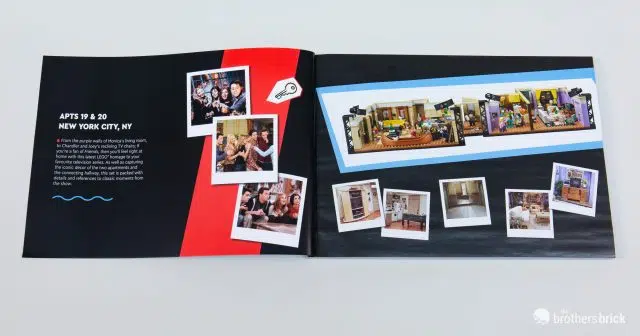 APTS 19 & 20
NEW YORK CITY, NY
From the purple walls of Monica's living room,
to Chandler and Joey's reclining TV chairs: if
you're a fan of Friends, then you'll feel right at
home with this latest LEGO® homage to your
favourite television series. As well as capturing
the iconic décor of the two apartments and
the connecting hallway, this set is packed with
details and references to classic moments from
the show.
the
brothersbrick